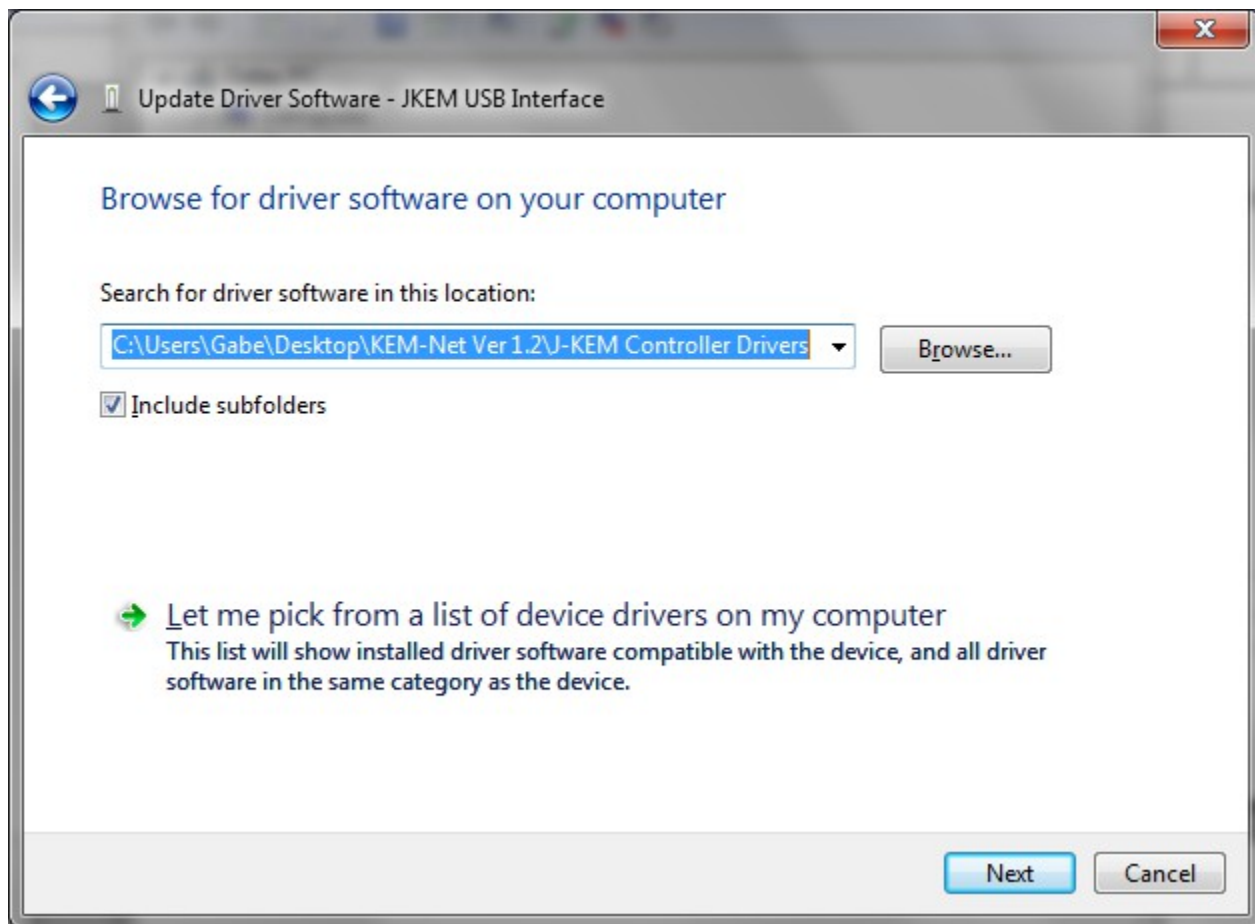 Update Driver Software - JKEM USB Interface
Browse for driver software on your computer
Search for driver software in this location:
C:\Users\Gabe\Desktop\KEM-Net Ver 1.2\J-KEM Controller Drivers
Browse...
Include subfolders
Let me pick from a list of device drivers on my computer
This list will show installed driver software compatible with the device, and all driver
software in the same category as the device.
Next
Cancel